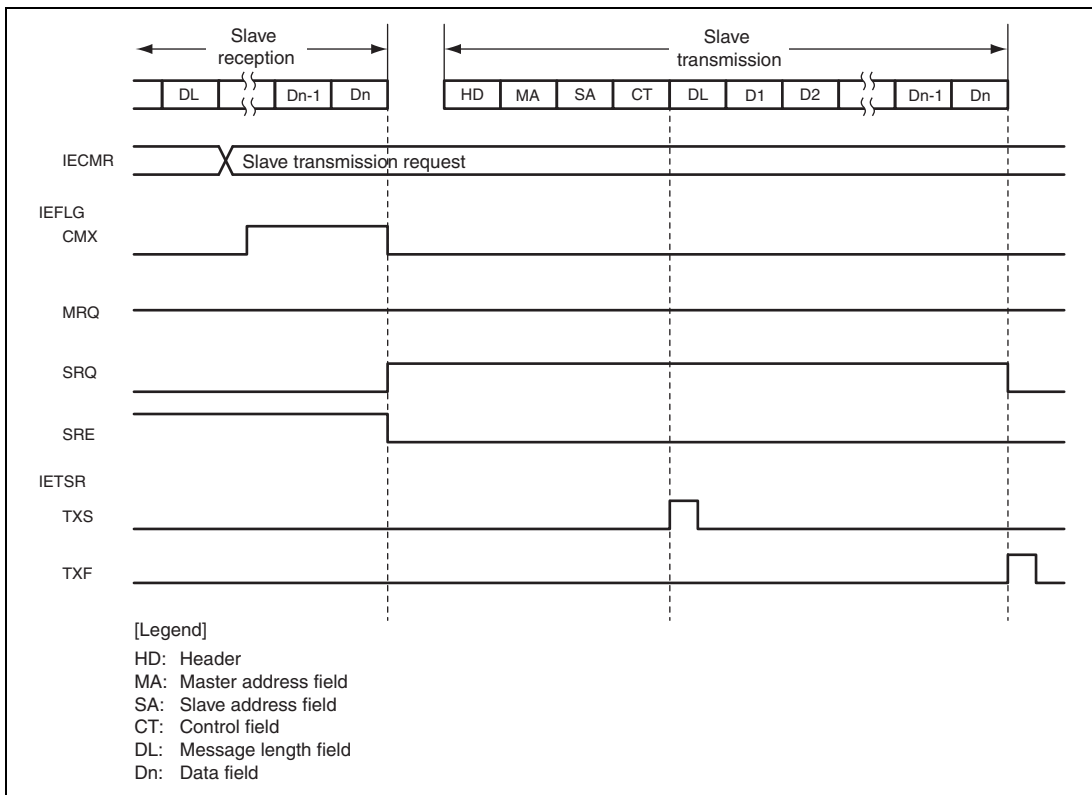 Slave
reception
Slave
transmission
DL Dn-1 Dn HD MA SA CT DL D1 D2 Dn-1 Dn
IECMR Slave transmission request
IEFLG
CMX
MRQ
SRQ
SRE
IETSR
TXS
TXF
[Legend]
HD: Header
MA: Master address field
SA: Slave address field
CT: Control field
DL: Message length field
Dn: Data field